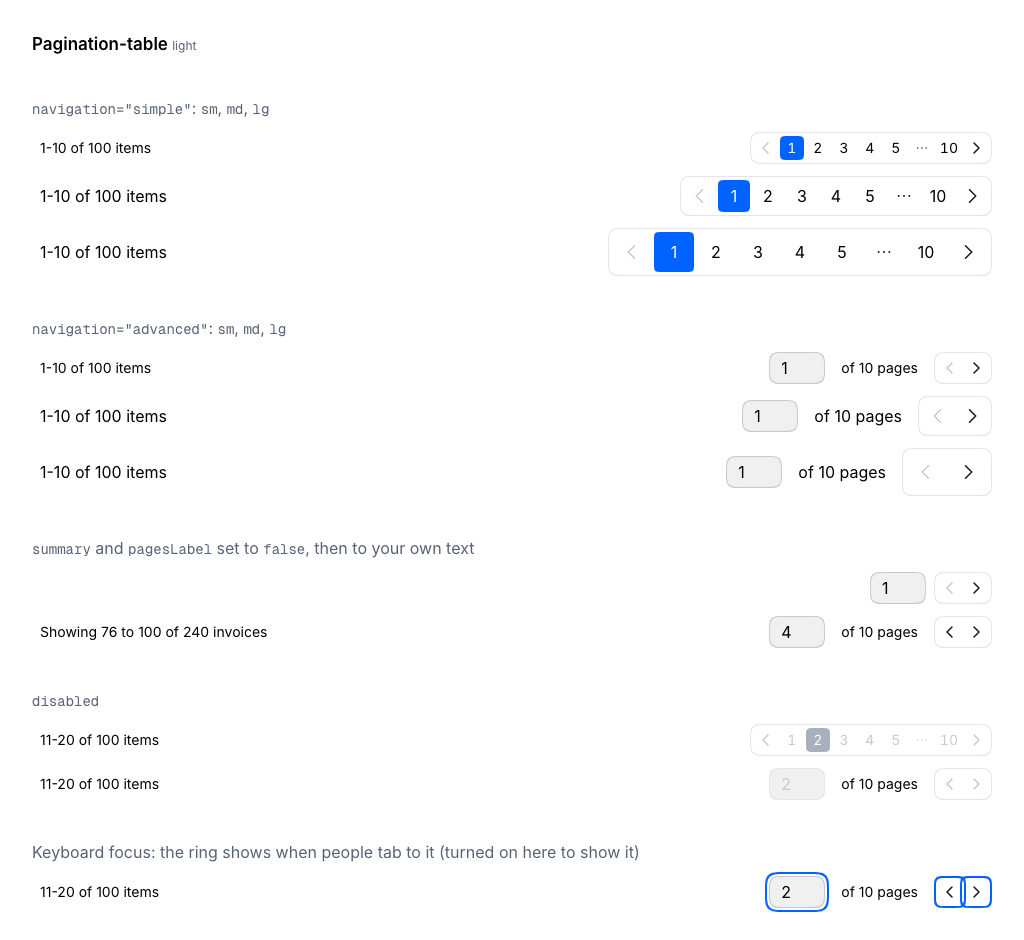 Pagination-table light
navigation="simple": sm, md, lg
1-10 of 100 items 1 2 3 4 5 ··· 10
1-10 of 100 items 1 2 3 4 5 ··· 10
1-10 of 100 items 1 2 3 4 5 ··· 10
navigation="advanced": sm, md, lg
1-10 of 100 items 1 of 10 pages
1-10 of 100 items 1 of 10 pages
1-10 of 100 items 1 of 10 pages
summary and pagesLabel set to false, then to your own text
1
Showing 76 to 100 of 240 invoices 4 of 10 pages
disabled
11-20 of 100 items 1 2 3 4 5 ··· 10
11-20 of 100 items 2 of 10 pages
Keyboard focus: the ring shows when people tab to it (turned on here to show it)
11-20 of 100 items 2 of 10 pages